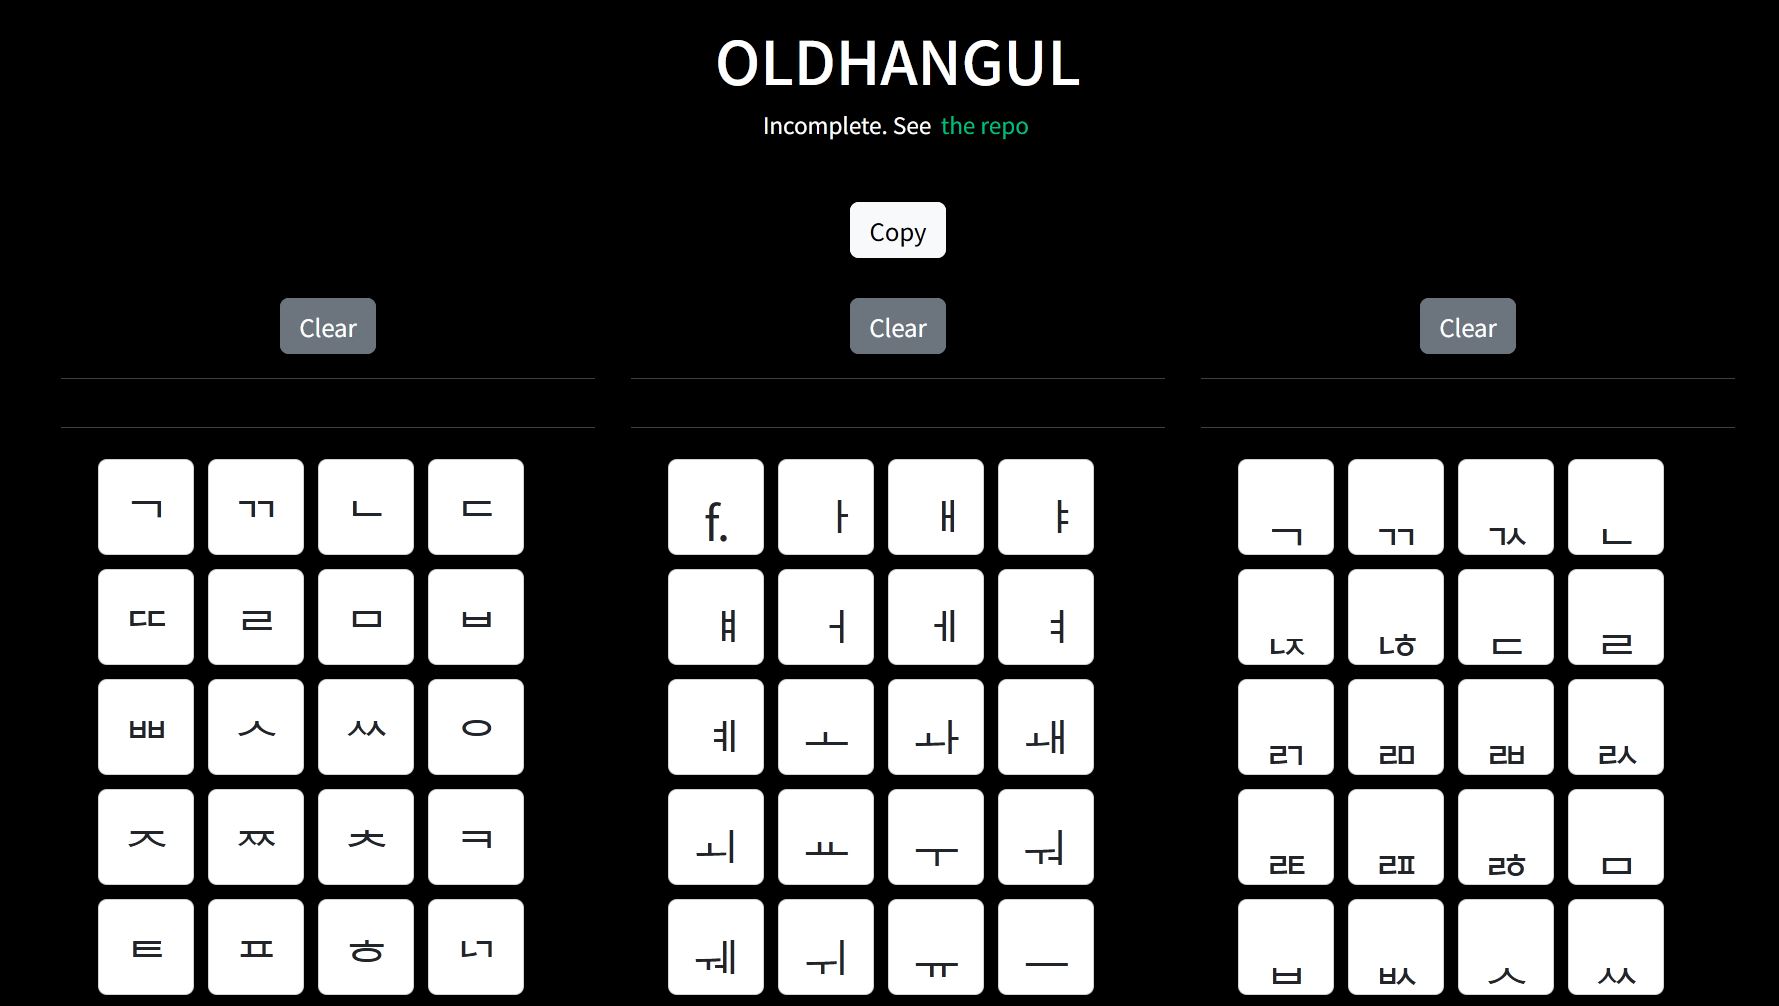 OLDHANGUL
Incomplete. See the repo
Copy
Clear Clear Clear
ㄱ ㄲ ㄴ ㄷ f. ㅏ ㅐ ㅑ ㄱ ㄲ ㄳ ㄴ
ㄸ ㄹ ㅁ ㅂ ㅒ ㅓ ㅔ ㅕ ㄵ ㄶ ㄷ ㄹ
ㅃ ㅅ ㅆ ㅇ ㅖ ㅗ ㅘ ㅙ ㄺ ㄻ ㄼ ㄽ
ㅈ ㅉ ㅊ ㅋ ㅚ ㅛ ㅜ ㅝ ㄾ ㄿ ㅀ ㅁ
ㅌ ㅍ ㅎ ᄓ ㅞ ㅟ ㅠ ㅡ ㅂ ㅄ ㅅ ㅆ